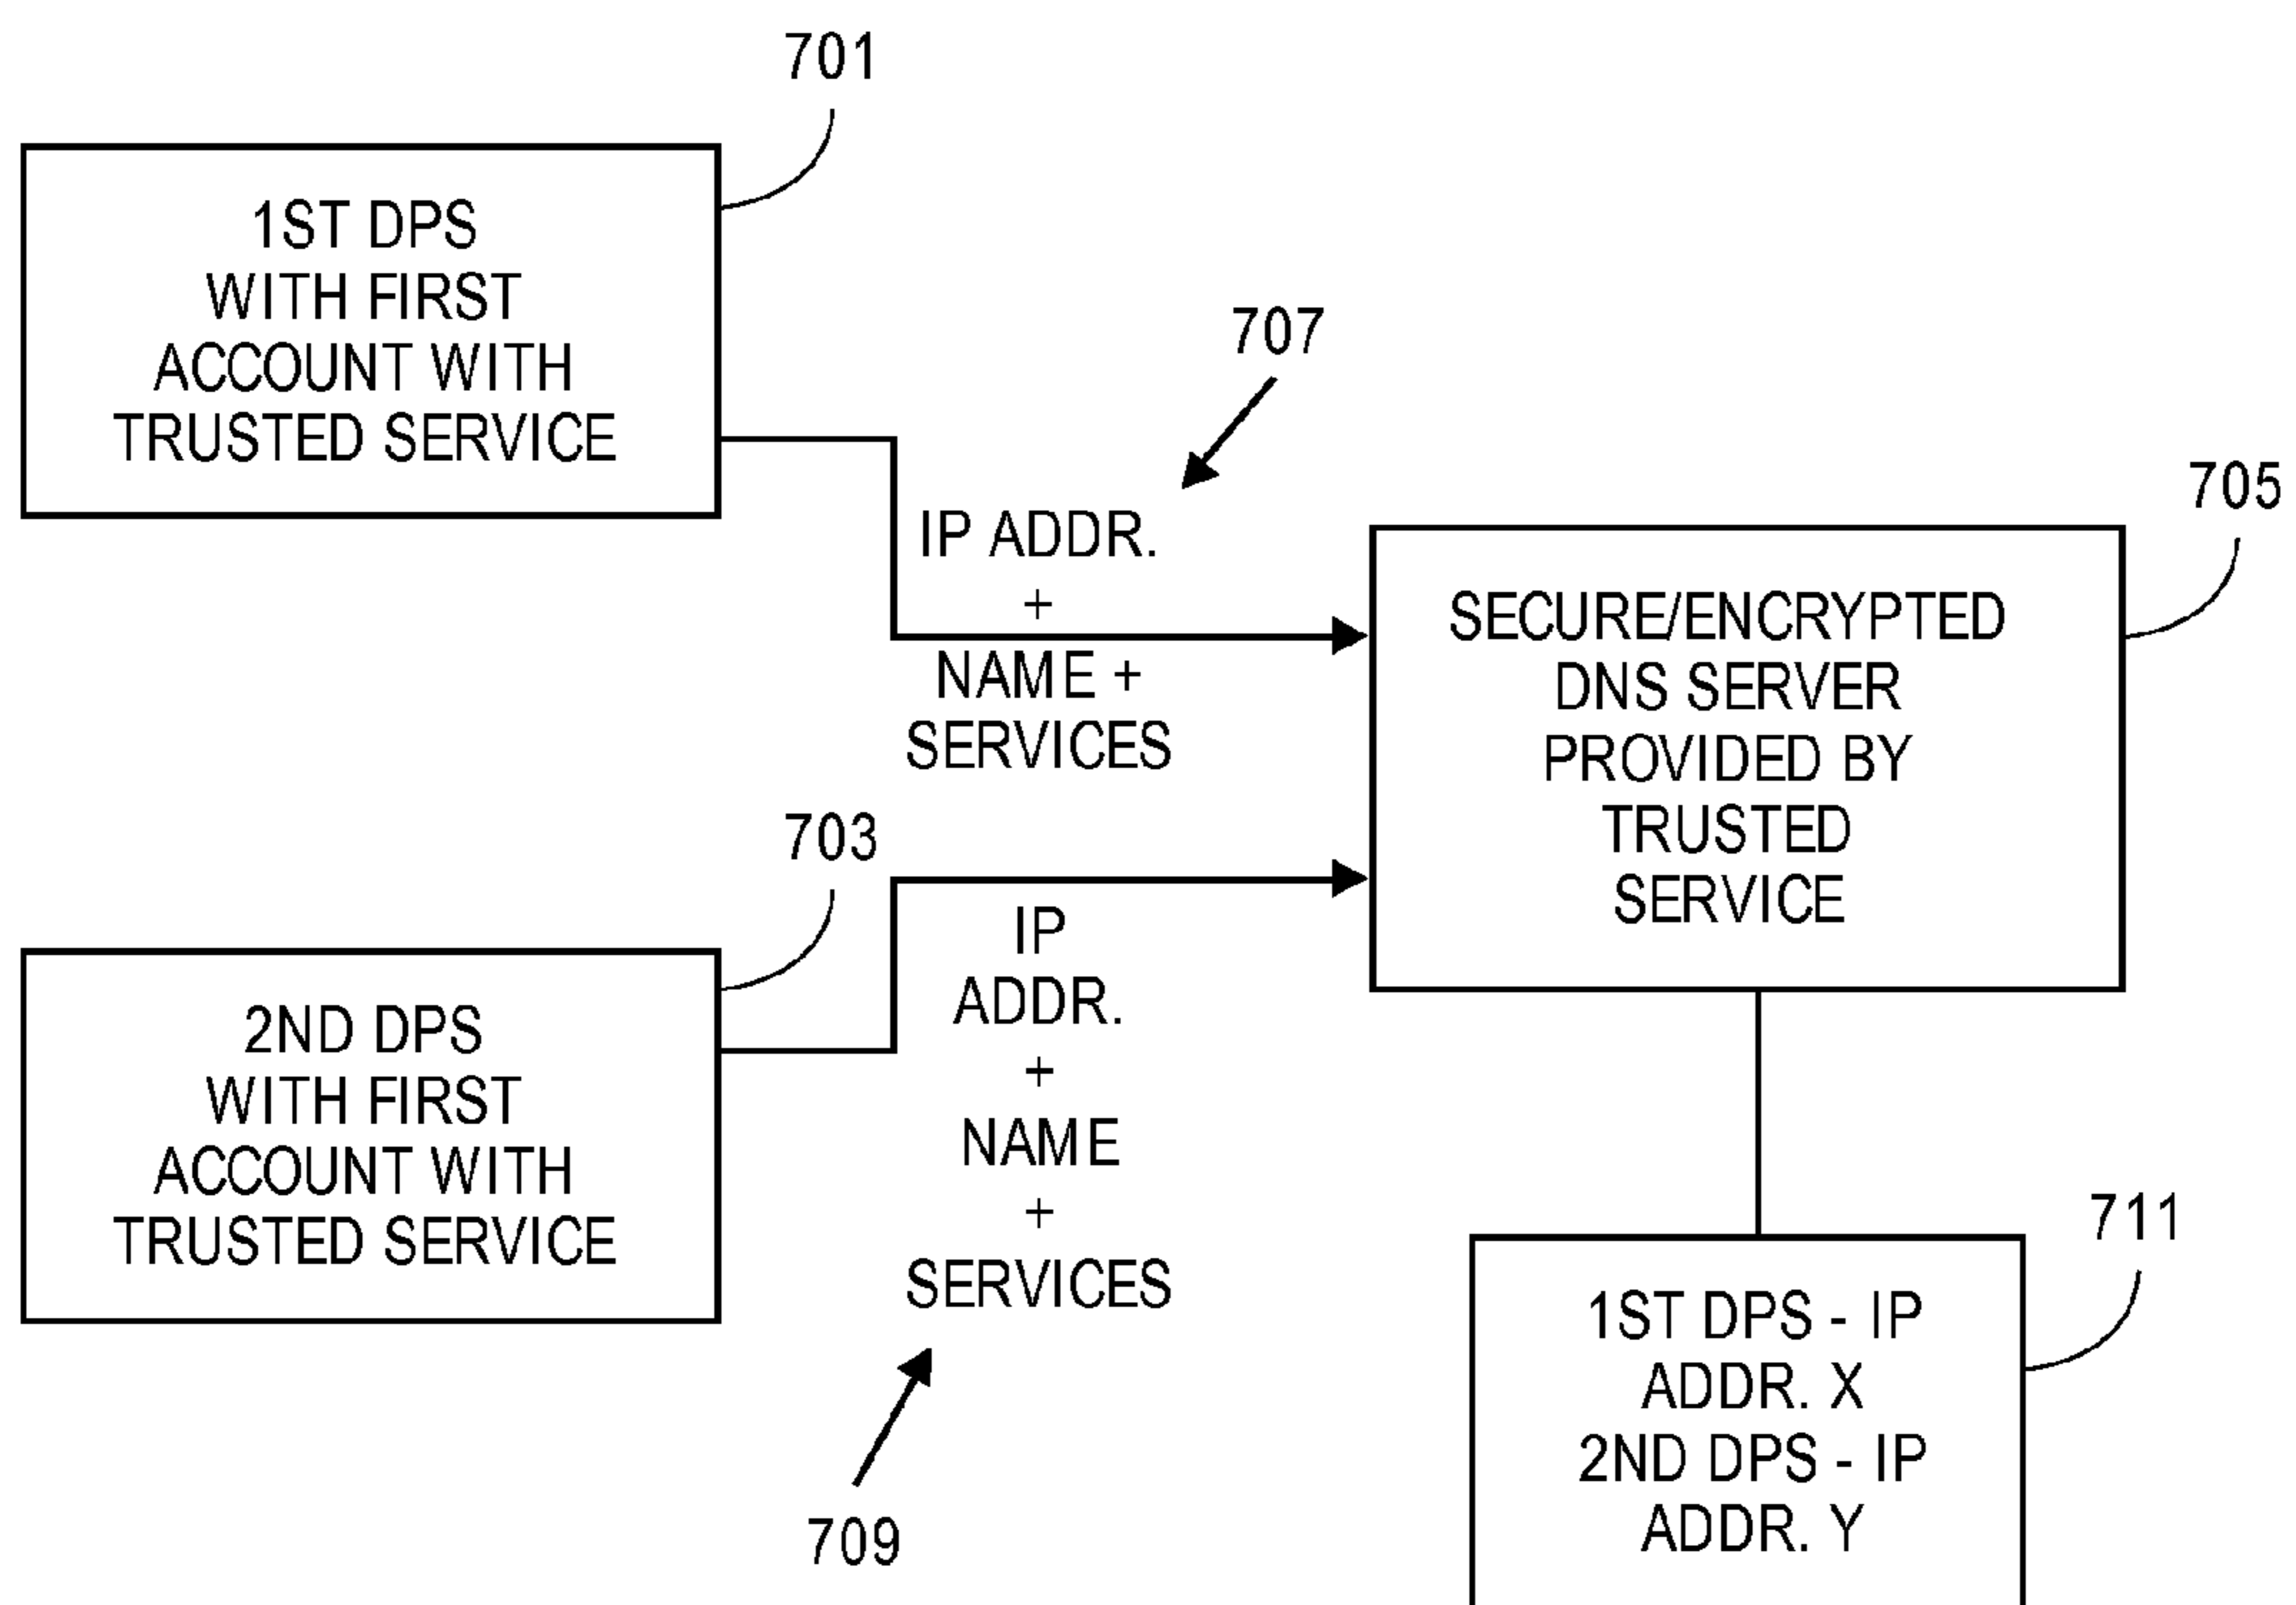 701
1ST DPS
WITH FIRST
ACCOUNT WITH
TRUSTED SERVICE
707
IP ADDR.
+
NAME +
SERVICES
705
SECURE/ENCRYPTED
DNS SERVER
PROVIDED BY
TRUSTED
SERVICE
703
2ND DPS
WITH FIRST
ACCOUNT WITH
TRUSTED SERVICE
IP
ADDR.
+
NAME
+
SERVICES
709
711
1ST DPS - IP
ADDR. X
2ND DPS - IP
ADDR. Y